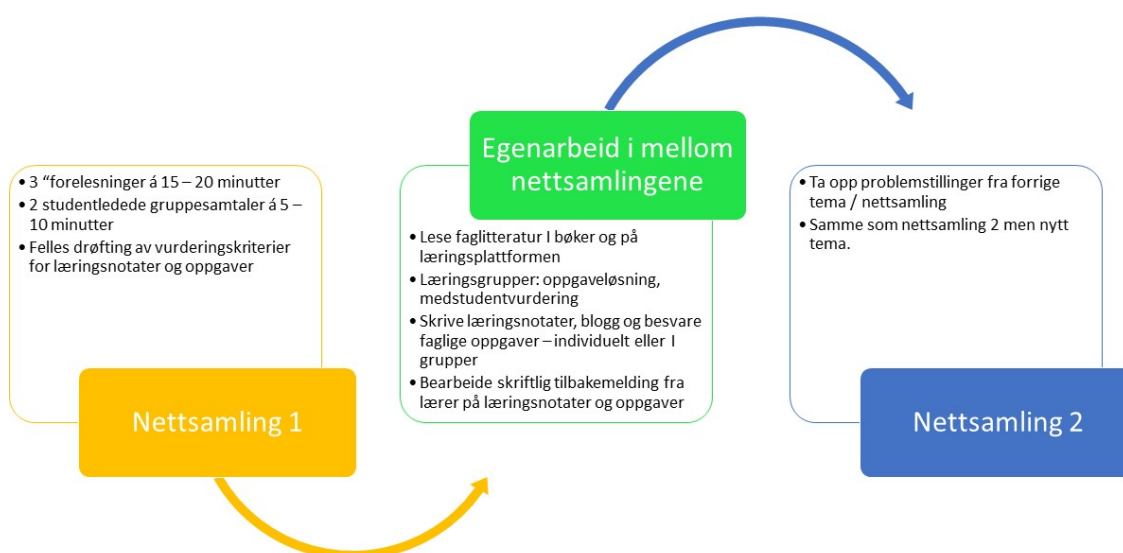 • 3 “forelesninger á 15 – 20 minutter
• 2 studentledede gruppesamtaler á 5 –
10 minutter
• Felles drøfting av vurderingskriterier
for læringsnotater og oppgaver
Nettsamling 1
Egenarbeid i mellom
nettsamlingene
• Lese faglitteratur I bøker og på
læringsplattformen
• Læringsgrupper: oppgaveløsning,
medstudentvurdering
• Skrive læringsnotater, blogg og besvare
faglige oppgaver – individuelt eller I
grupper
• Bearbeide skriftlig tilbakemelding fra
lærer på læringsnotater og oppgaver
• Ta opp problemstillinger fra forrige
tema / nettsamling
• Samme som nettsamling 2 men nytt
tema.
Nettsamling 2